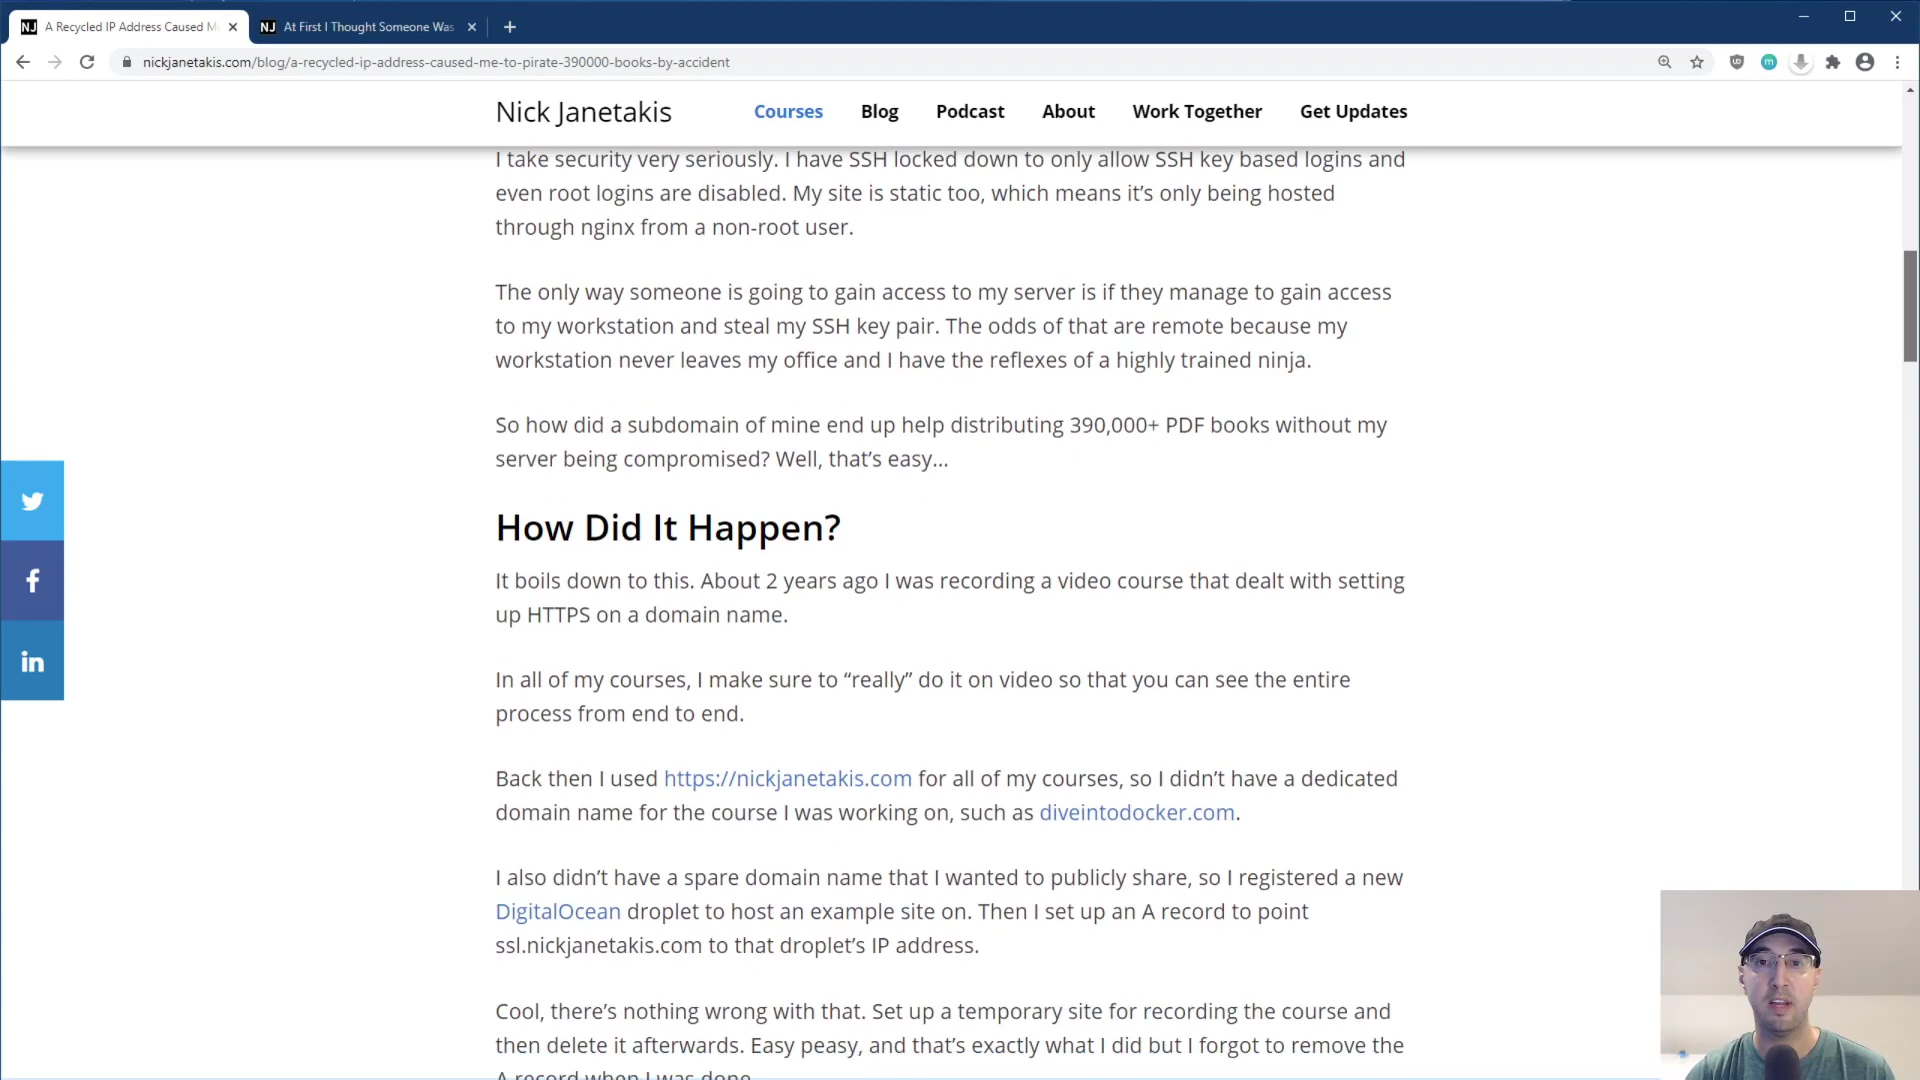 NJ A Recycled IP Address Caused M
NJ At First I Thought Someone Was
nickjanetakis.com/blog/a-recycled-ip-address-caused-me-to-pirate-390000-books-by-accident
Nick Janetakis Courses Blog Podcast About Work Together Get Updates
I take security very seriously. I have SSH locked down to only allow SSH key based logins and
even root logins are disabled. My site is static too, which means it’s only being hosted
through nginx from a non-root user.
The only way someone is going to gain access to my server is if they manage to gain access
to my workstation and steal my SSH key pair. The odds of that are remote because my
workstation never leaves my office and I have the reflexes of a highly trained ninja.
So how did a subdomain of mine end up help distributing 390,000+ PDF books without my
server being compromised? Well, that’s easy...
How Did It Happen?
It boils down to this. About 2 years ago I was recording a video course that dealt with setting
up HTTPS on a domain name.
In all of my courses, I make sure to “really” do it on video so that you can see the entire
process from end to end.
Back then I used https://nickjanetakis.com for all of my courses, so I didn’t have a dedicated
domain name for the course I was working on, such as diveintodocker.com.
I also didn’t have a spare domain name that I wanted to publicly share, so I registered a new
DigitalOcean droplet to host an example site on. Then I set up an A record to point
ssl.nickjanetakis.com to that droplet’s IP address.
Cool, there’s nothing wrong with that. Set up a temporary site for recording the course and
then delete it afterwards. Easy peasy, and that’s exactly what I did but I forgot to remove the
A record when I was done.